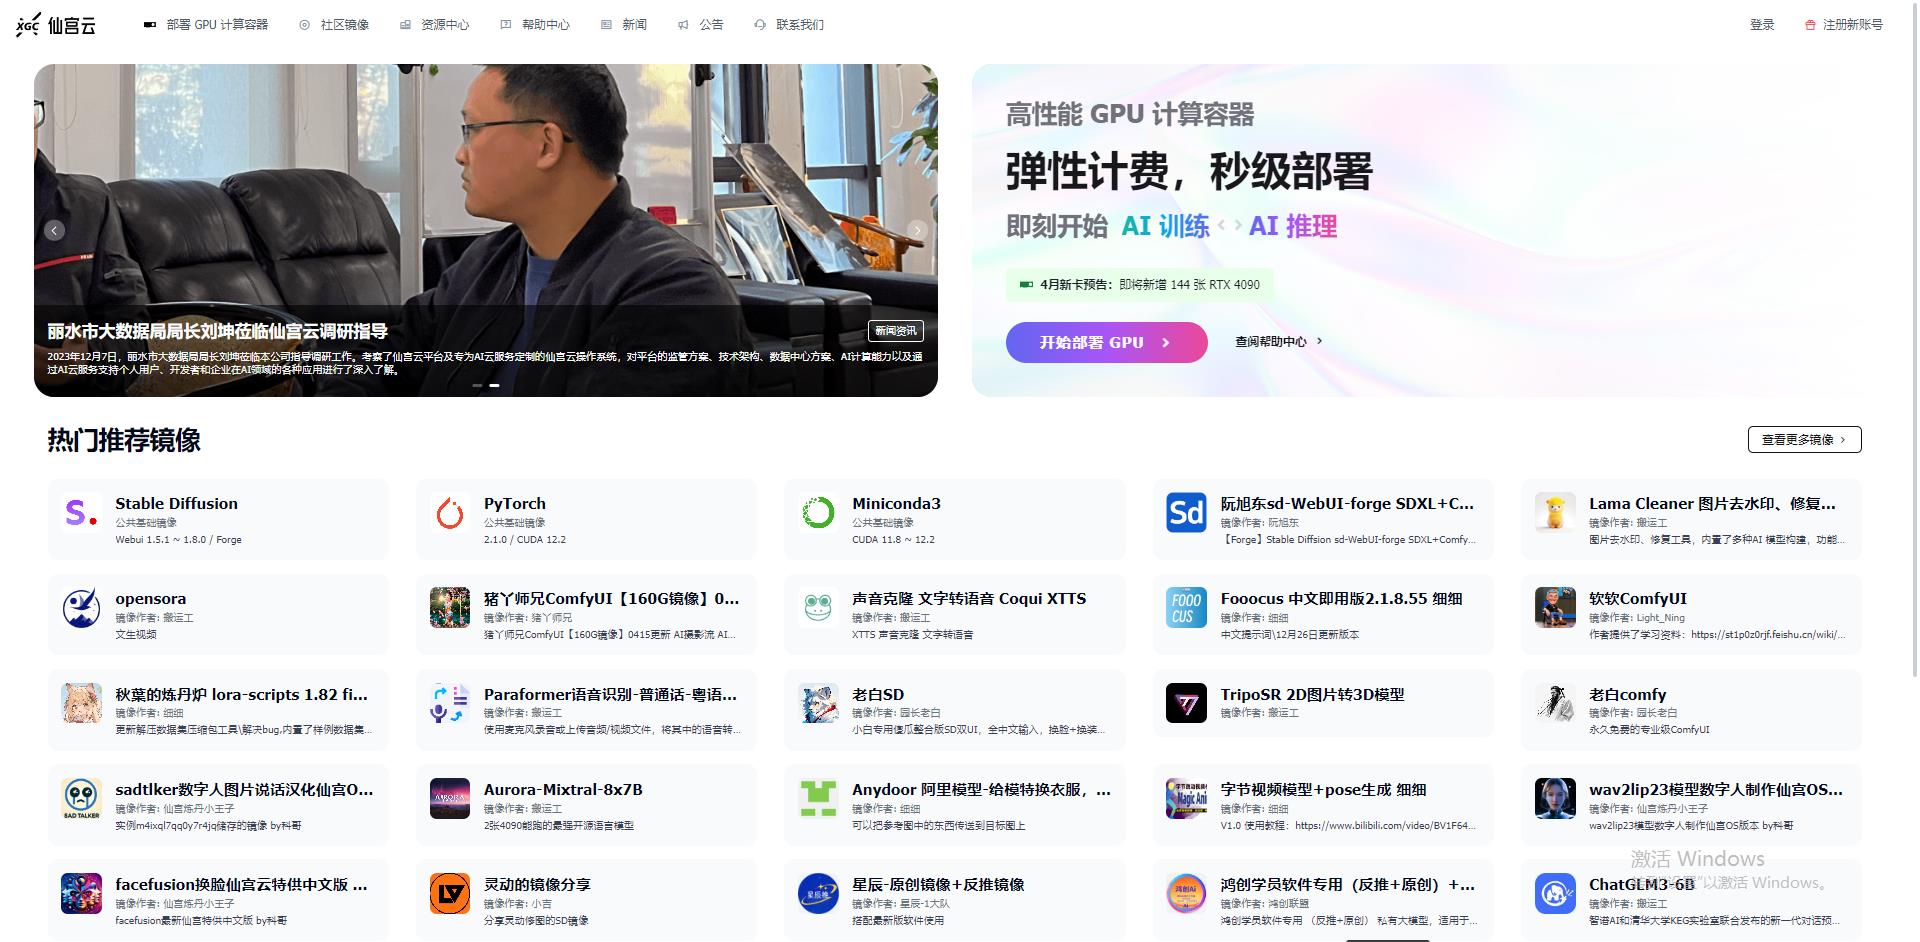 XGC 仙宫云
部署 GPU 计算容器
社区镜像
资源中心
帮助中心
新闻
公告
联系我们
登录
注册新账号
丽水市大数据局局长刘坤莅临仙宫云调研指导
新闻资讯
2023年12月7日，丽水市大数据局局长刘坤莅临本公司指导调研工作。考察了仙宫云平台及专为AI云服务定制的仙宫云操作系统，对平台的监管方案、技术架构、数据中心方案、AI计算能力以及通
过AI云服务支持个人用户、开发者和企业在AI领域的各种应用进行了深入了解。
高性能 GPU 计算容器
弹性计费，秒级部署
即刻开始 AI 训练 <> AI 推理
4月新卡预告：即将新增 144 张 RTX 4090
开始部署 GPU >
查阅帮助中心 >
热门推荐镜像
查看更多镜像 >
S.
Stable Diffusion
公共基础镜像
Webui 1.5.1 ~ 1.8.0 / Forge
PyTorch
公共基础镜像
2.1.0 / CUDA 12.2
Miniconda3
公共基础镜像
CUDA 11.8 ~ 12.2
Sd
阮旭东sd-WebUI-forge SDXL+C...
镜像作者: 阮旭东
【Forge】Stable Diffsion sd-WebUI-forge SDXL+Comfy...
Lama Cleaner 图片去水印、修复...
镜像作者: 搬运工
图片去水印、修复工具，内置了多种AI 模型构建，功能...
opensora
镜像作者: 搬运工
文生视频
猪丫师兄ComfyUI【160G镜像】0...
镜像作者: 猪丫师兄
猪丫师兄ComfyUI【160G镜像】0415更新 AI摄影流 AI...
声音克隆 文字转语音 Coqui XTTS
镜像作者: 搬运工
XTTS 声音克隆 文字转语音
FOOO
CUS
Fooocus 中文即用版2.1.8.55 细细
镜像作者: 细细
中文提示词\12月26日更新版本
软软ComfyUI
镜像作者: Light_Ning
作者提供了学习资料：https://st1p0z0rjf.feishu.cn/wiki/...
秋葉的炼丹炉 lora-scripts 1.82 fi...
镜像作者: 细细
更新解压数据集压缩包工具\解决bug,内置了样例数据集...
Paraformer语音识别-普通话-粤语...
镜像作者: 搬运工
使用麦克风录音或上传音频/视频文件，将其中的语音转...
老白SD
镜像作者: 园长老白
小白专用傻瓜整合版SD双UI，全中文输入，换脸+换装...
TripoSR 2D图片转3D模型
镜像作者: 搬运工
老白comfy
镜像作者: 园长老白
永久免费的专业级ComfyUI
SAD TALKER
sadtlker数字人图片说话汉化仙宫O...
镜像作者: 仙宫炼丹小王子
实例m4ixql7qq0y7r4jq储存的镜像 by科哥
Aurora-Mixtral-8x7B
镜像作者: 搬运工
2张4090能跑的最强开源语言模型
Anydoor 阿里模型-给模特换衣服，...
镜像作者: 细细
可以把参考图中的东西传送到目标图上
Magic Ani
字节视频模型+pose生成 细细
镜像作者: 细细
V1.0 使用教程：https://www.bilibili.com/video/BV1F64...
wav2lip23模型数字人制作仙宫OS...
镜像作者: 仙宫炼丹小王子
wav2lip23模型数字人制作仙宫OS版本 by科哥
激活 Windows
facefusion换脸仙宫云特供中文版 ...
镜像作者: 仙宫炼丹小王子
facefusion最新仙宫特供中文版 by科哥
灵动的镜像分享
镜像作者: 小吉
分享灵动修图的SD镜像
星辰-原创镜像+反推镜像
镜像作者: 星辰-1大队
搭配最新版软件使用
鸿创Ai
鸿创学员软件专用（反推+原创）+...
镜像作者: 鸿创联盟
鸿创学员软件专用 （反推+原创） 私有大模型，适用于...
ChatGLM3-6B
以激活 Windows。
镜像作者: 搬运工
智谱AI和清华大学KEG实验室联合发布的新一代对话预...